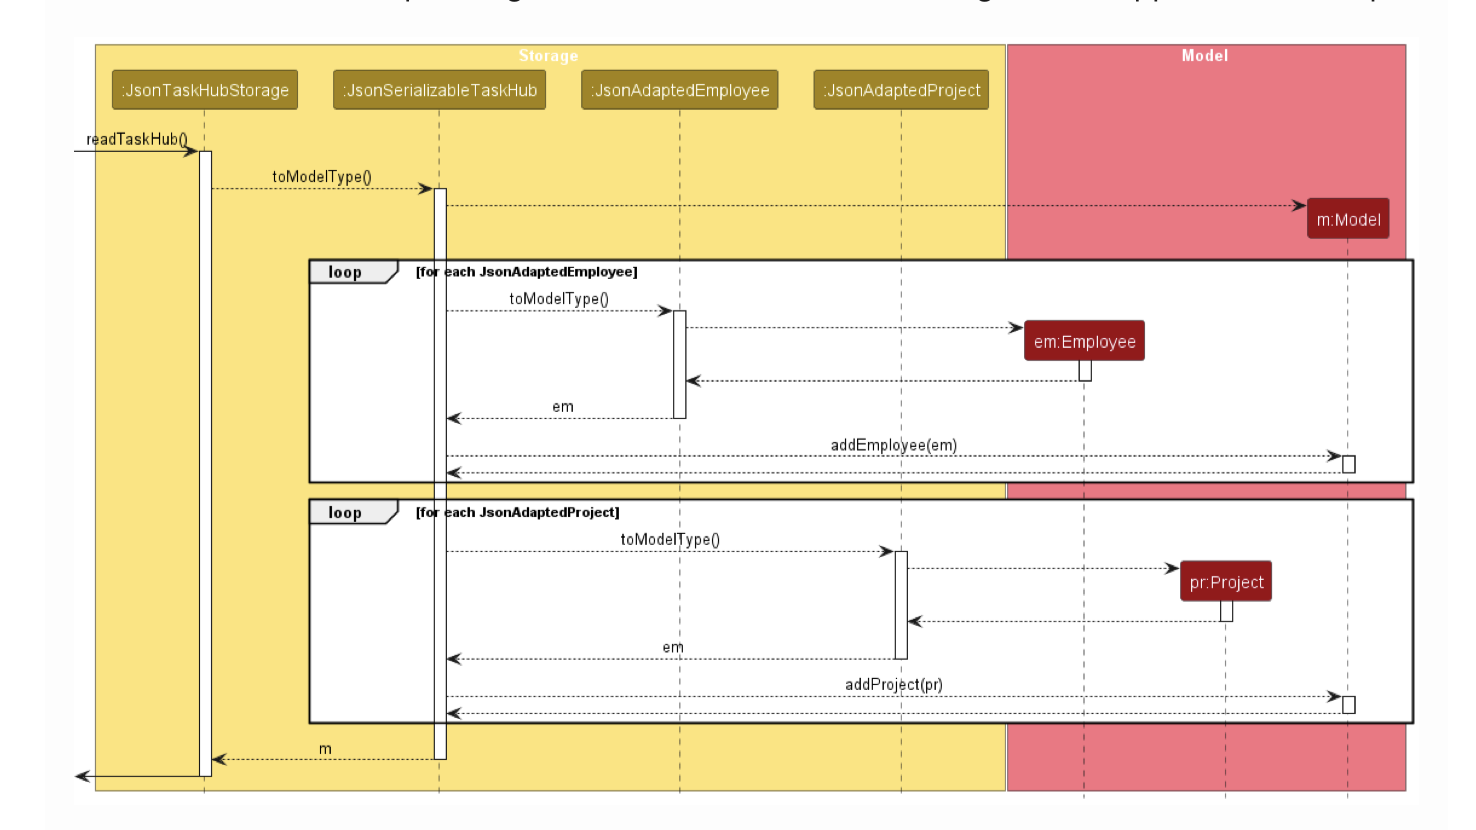 Storage
Model
:JsonTaskHubStorage
:JsonSerializableTaskHub
:JsonAdaptedEmployee
:JsonAdaptedProject
readTaskHub()
toModelType()
m:Model
loop
[for each JsonAdaptedEmployee]
toModelType()
em:Employee
em
addEmployee(em)
loop
[for each JsonAdaptedProject]
toModelType()
pr:Project
em
addProject(pr)
m